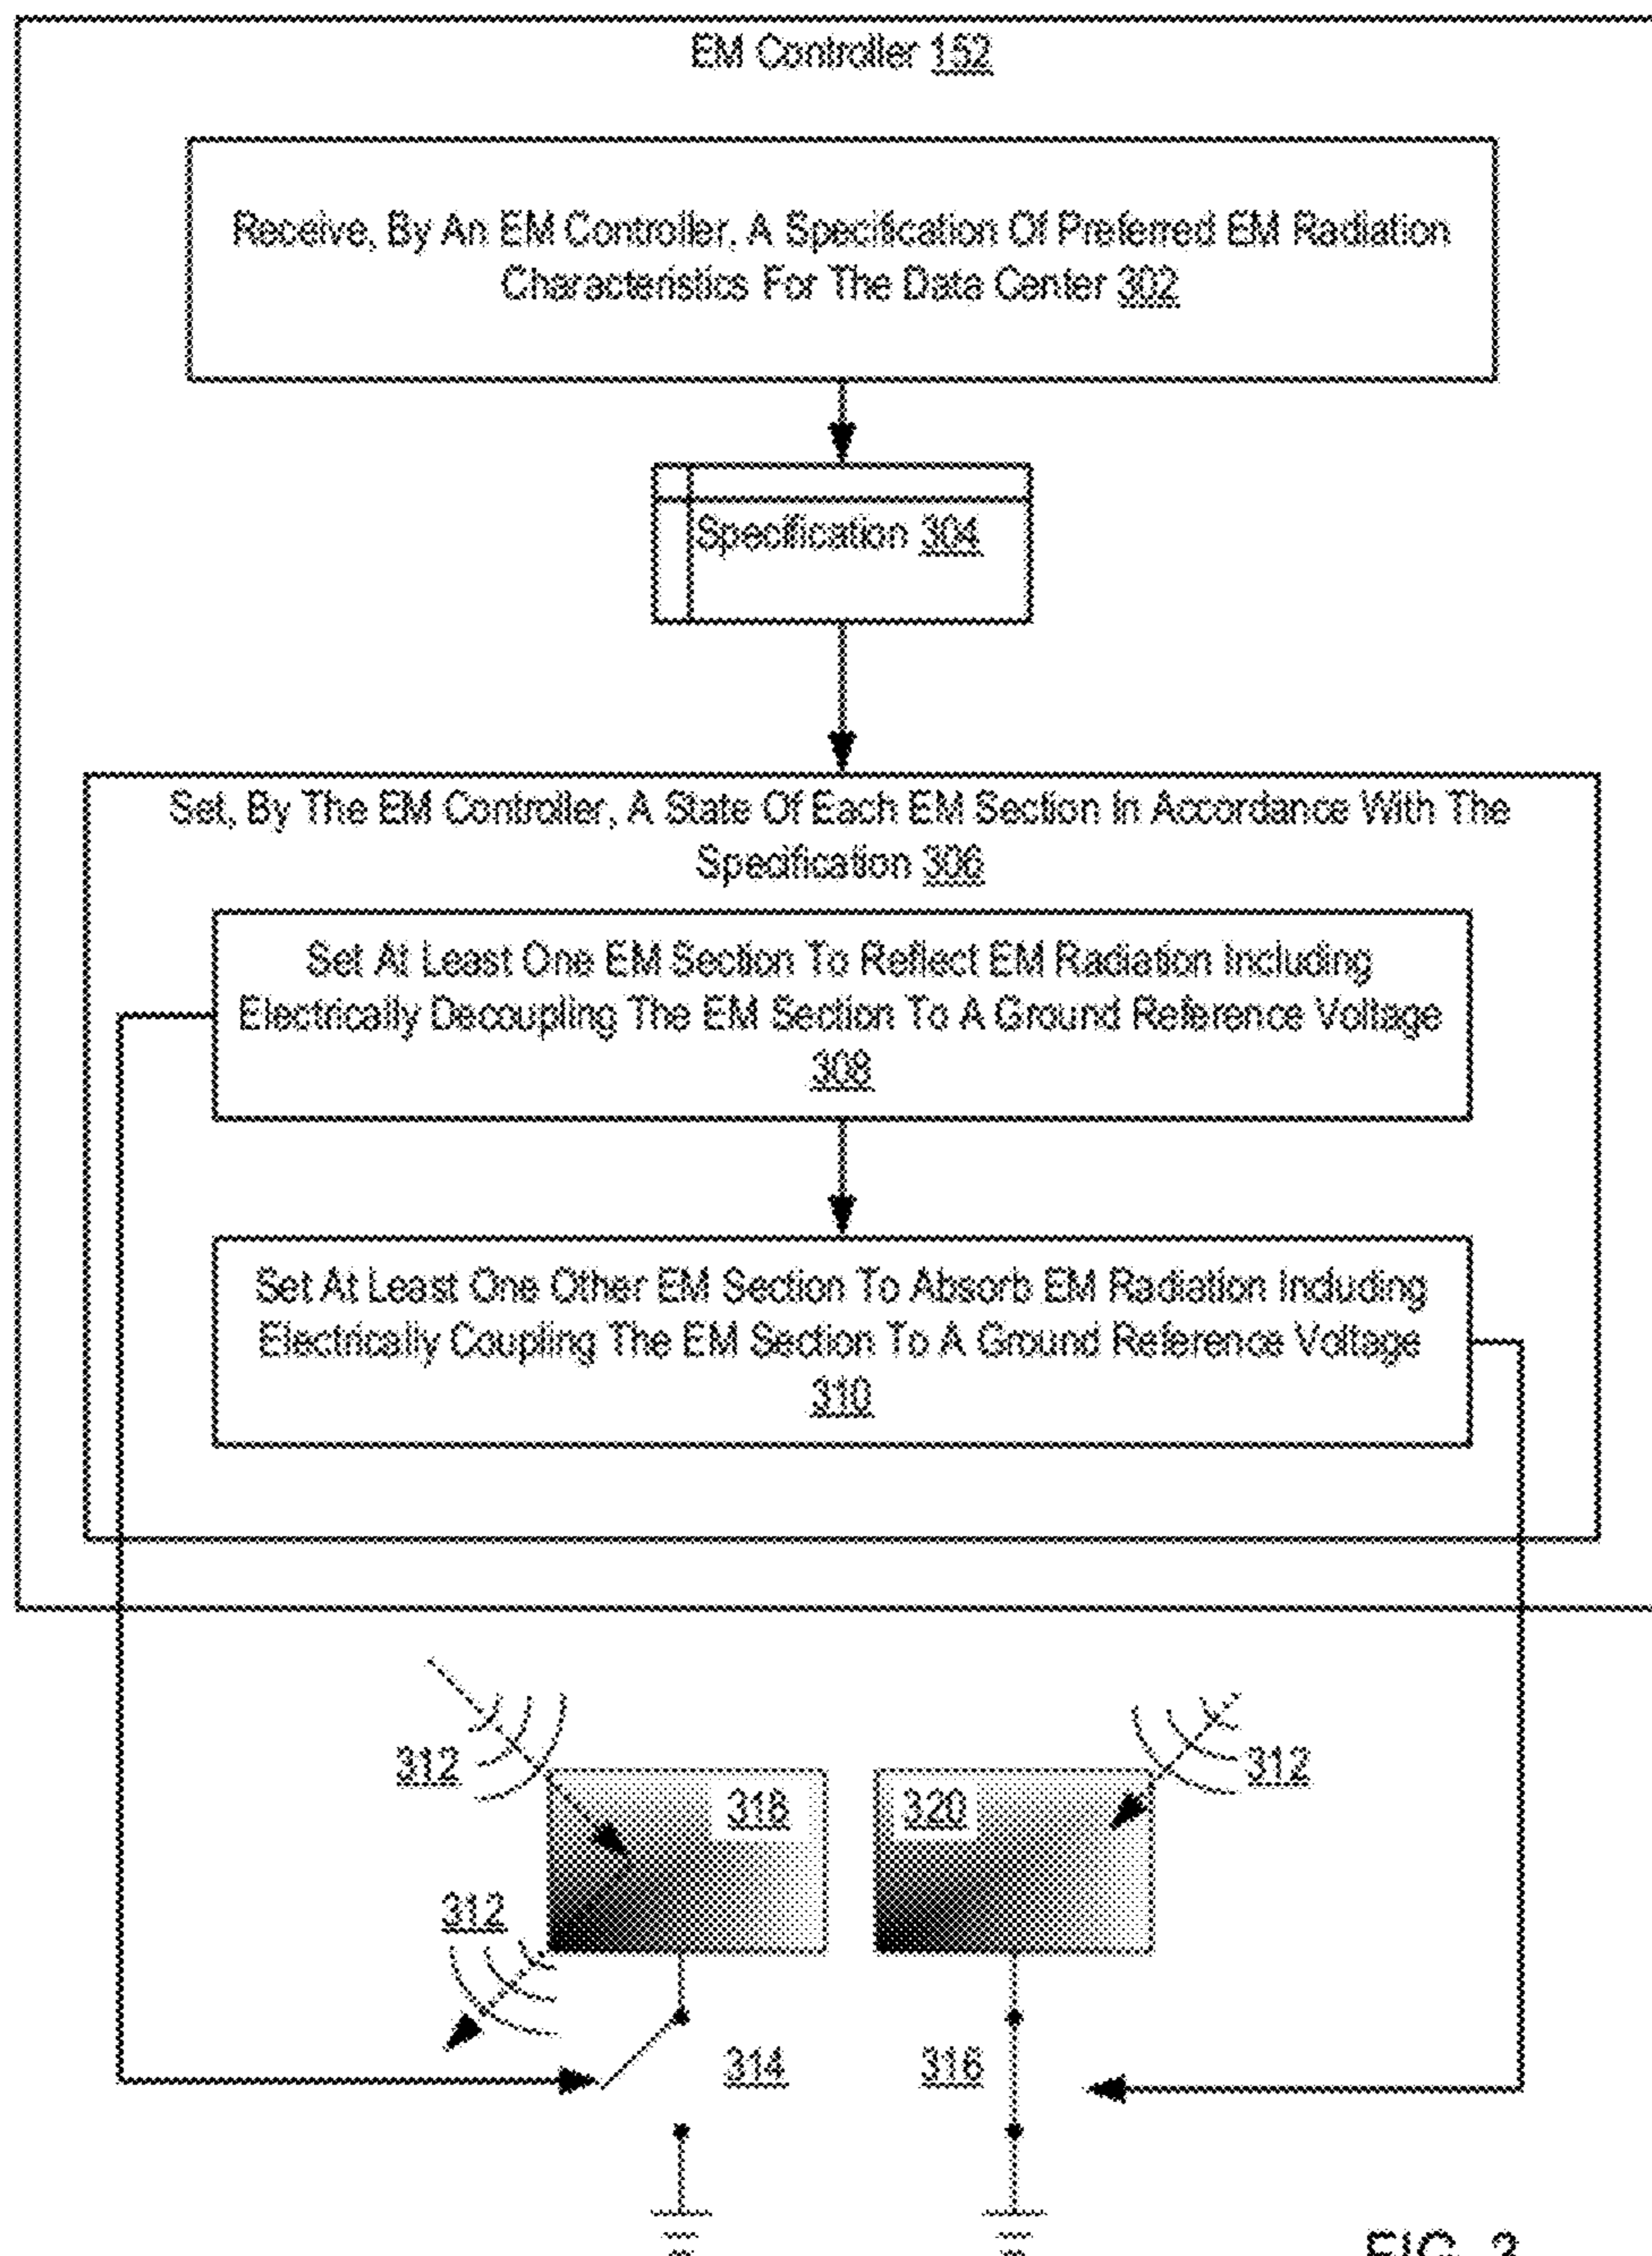 EM Controller 152
Receive, By An EM Controller, A Specification Of Preferred EM Radiation
Characteristics For The Data Center 302
Specification 304
Set, By The EM Controller, A State Of Each EM Section In Accordance With The
Specification 306
Set At Least One EM Section To Reflect EM Radiation Including
Electrically Decoupling The EM Section To A Ground Reference Voltage
308
Set At Least One Other EM Section To Absorb EM Radiation Including
Electrically Coupling The EM Section To A Ground Reference Voltage
310
312
312
318
320
312
314
316
FIG. 3